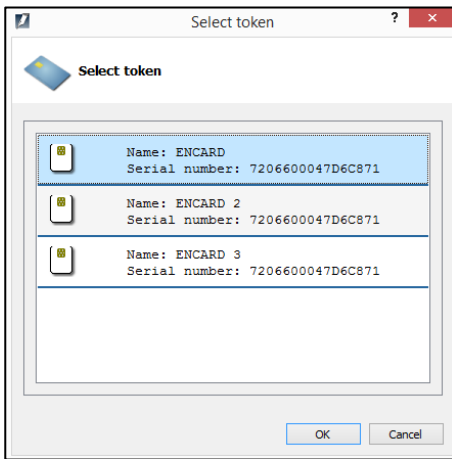 Select token
?
Select token
Name: ENCARD
Serial number: 7206600047D6C871
Name: ENCARD 2
Serial number: 7206600047D6C871
Name: ENCARD 3
Serial number: 7206600047D6C871
OK Cancel